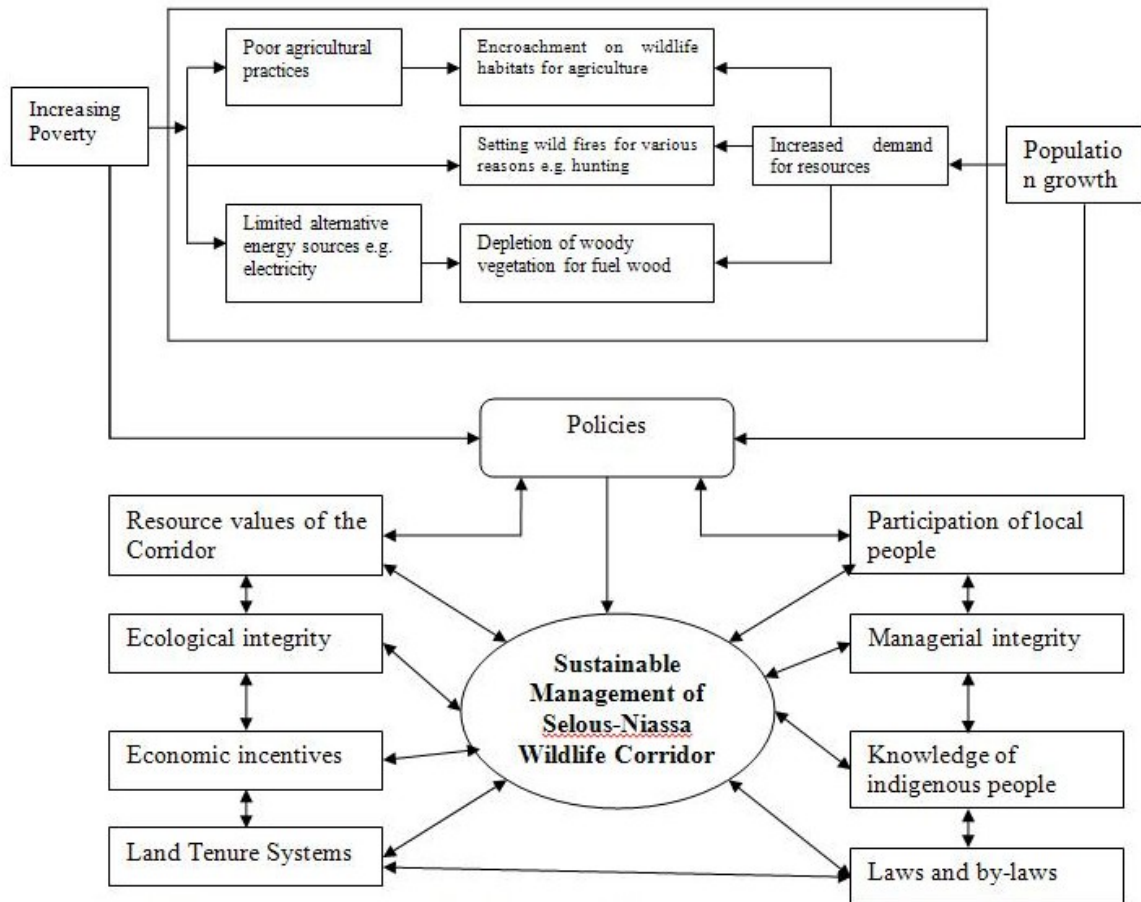 Poor agricultural
practices
Encroachment on wildlife
habitats for agriculture
Increasing
Poverty
Setting wild fires for various
reasons e.g. hunting
Increased demand
for resources
Populatio
n growth
Limited alternative
energy sources e.g.
electricity
Depletion of woody
vegetation for fuel wood
Policies
Resource values of the
Corridor
Participation of local
people
Ecological integrity
Managerial integrity
Sustainable
Management of
Selous-Niassa
Wildlife Corridor
Economic incentives
Knowledge of
indigenous people
Land Tenure Systems
Laws and by-laws